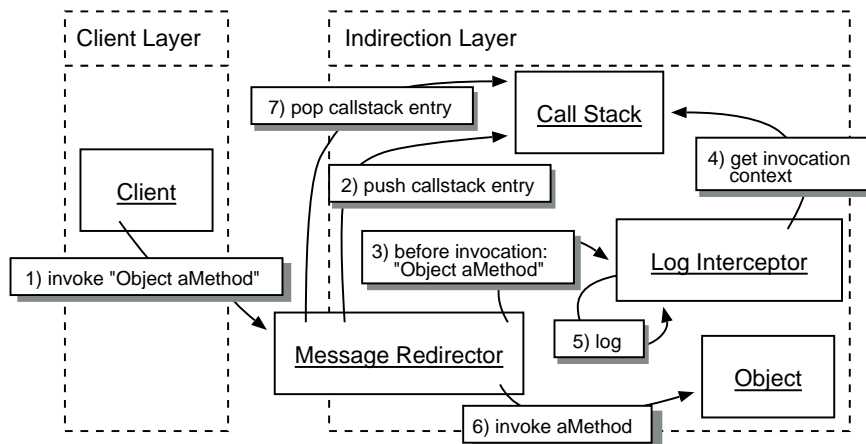 Client Layer
Indirection Layer
7) pop callstack entry
Call Stack
4) get invocation
context
Client
2) push callstack entry
3) before invocation:
"Object aMethod"
Log Interceptor
1) invoke "Object aMethod"
5) log
Message Redirector
Object
6) invoke aMethod